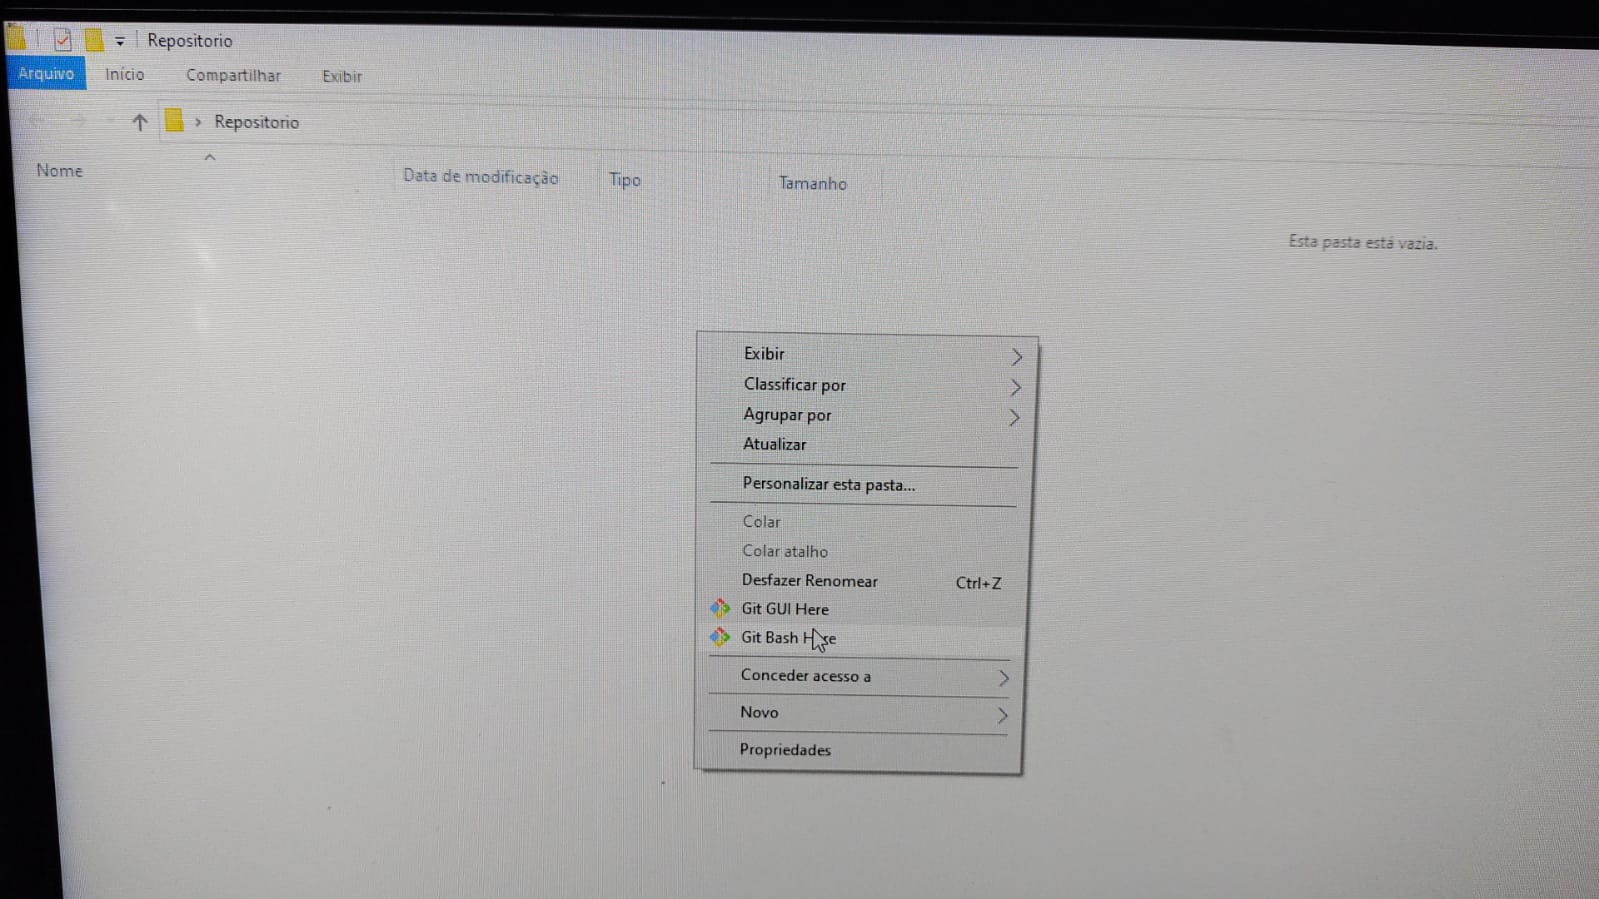 Repositorio
Arquivo Início Compartilhar Exibir
Repositorio
Nome Data de modificação Tipo Tamanho
Esta pasta está vazia.
Exibir
Classificar por
Agrupar por
Atualizar
Personalizar esta pasta...
Colar
Colar atalho
Desfazer Renomear Ctrl+Z
Git GUI Here
Git Bash Here
Conceder acesso a
Novo
Propriedades